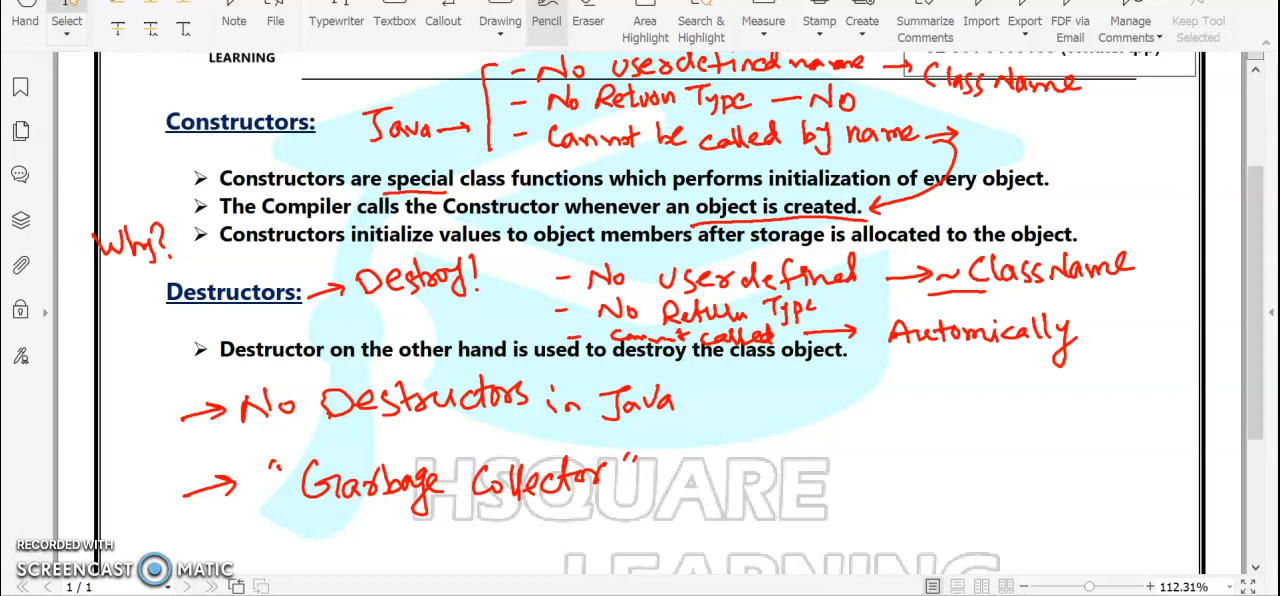 Hand Select Note File Typewriter Textbox Callout Drawing Pencil Eraser Area Highlight Search & Highlight Measure Stamp Create Summarize Comments Import Export FDF via Email Manage Comments Keep Tool Selected
LEARNING
- No userdefined name → ClassName
- No Return Type — NO
Constructors:
Java → - Cannot be called by name →
➢ Constructors are special class functions which performs initialization of every object.
➢ The Compiler calls the Constructor whenever an object is created.
Why?
➢ Constructors initialize values to object members after storage is allocated to the object.
Destructors: → Destroy!
- No userdefined → ~ClassName
- No Return Type
- cannot called → Automically
➢ Destructor on the other hand is used to destroy the class object.
→ No Destructors in Java
→ "Garbage Collector"
HSQUARE
LEARNING
RECORDED WITH
SCREENCAST MATIC
1 / 1
112.31%